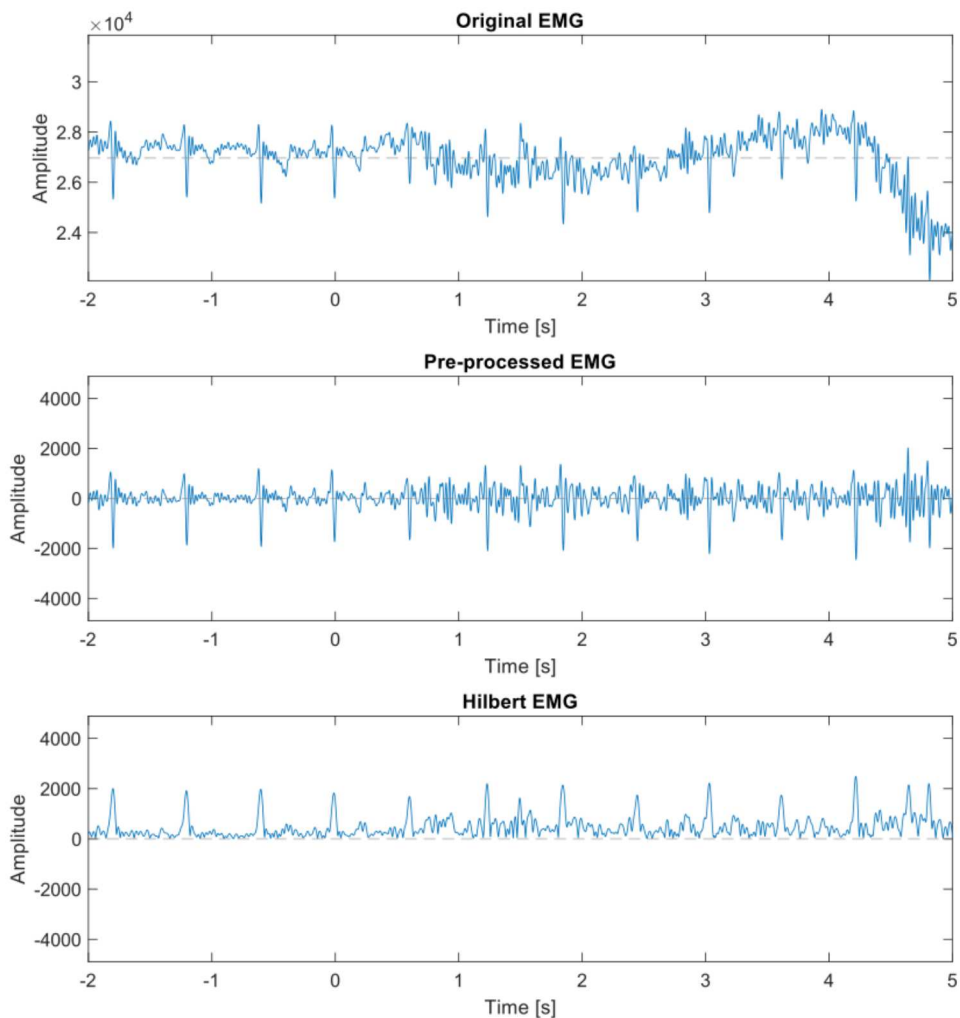 Original EMG
×10⁴
3
2.8
2.6
2.4
Amplitude
-2 -1 0 1 2 3 4 5
Time [s]
Pre-processed EMG
4000
2000
0
-2000
-4000
Amplitude
-2 -1 0 1 2 3 4 5
Time [s]
Hilbert EMG
4000
2000
0
-2000
-4000
Amplitude
-2 -1 0 1 2 3 4 5
Time [s]